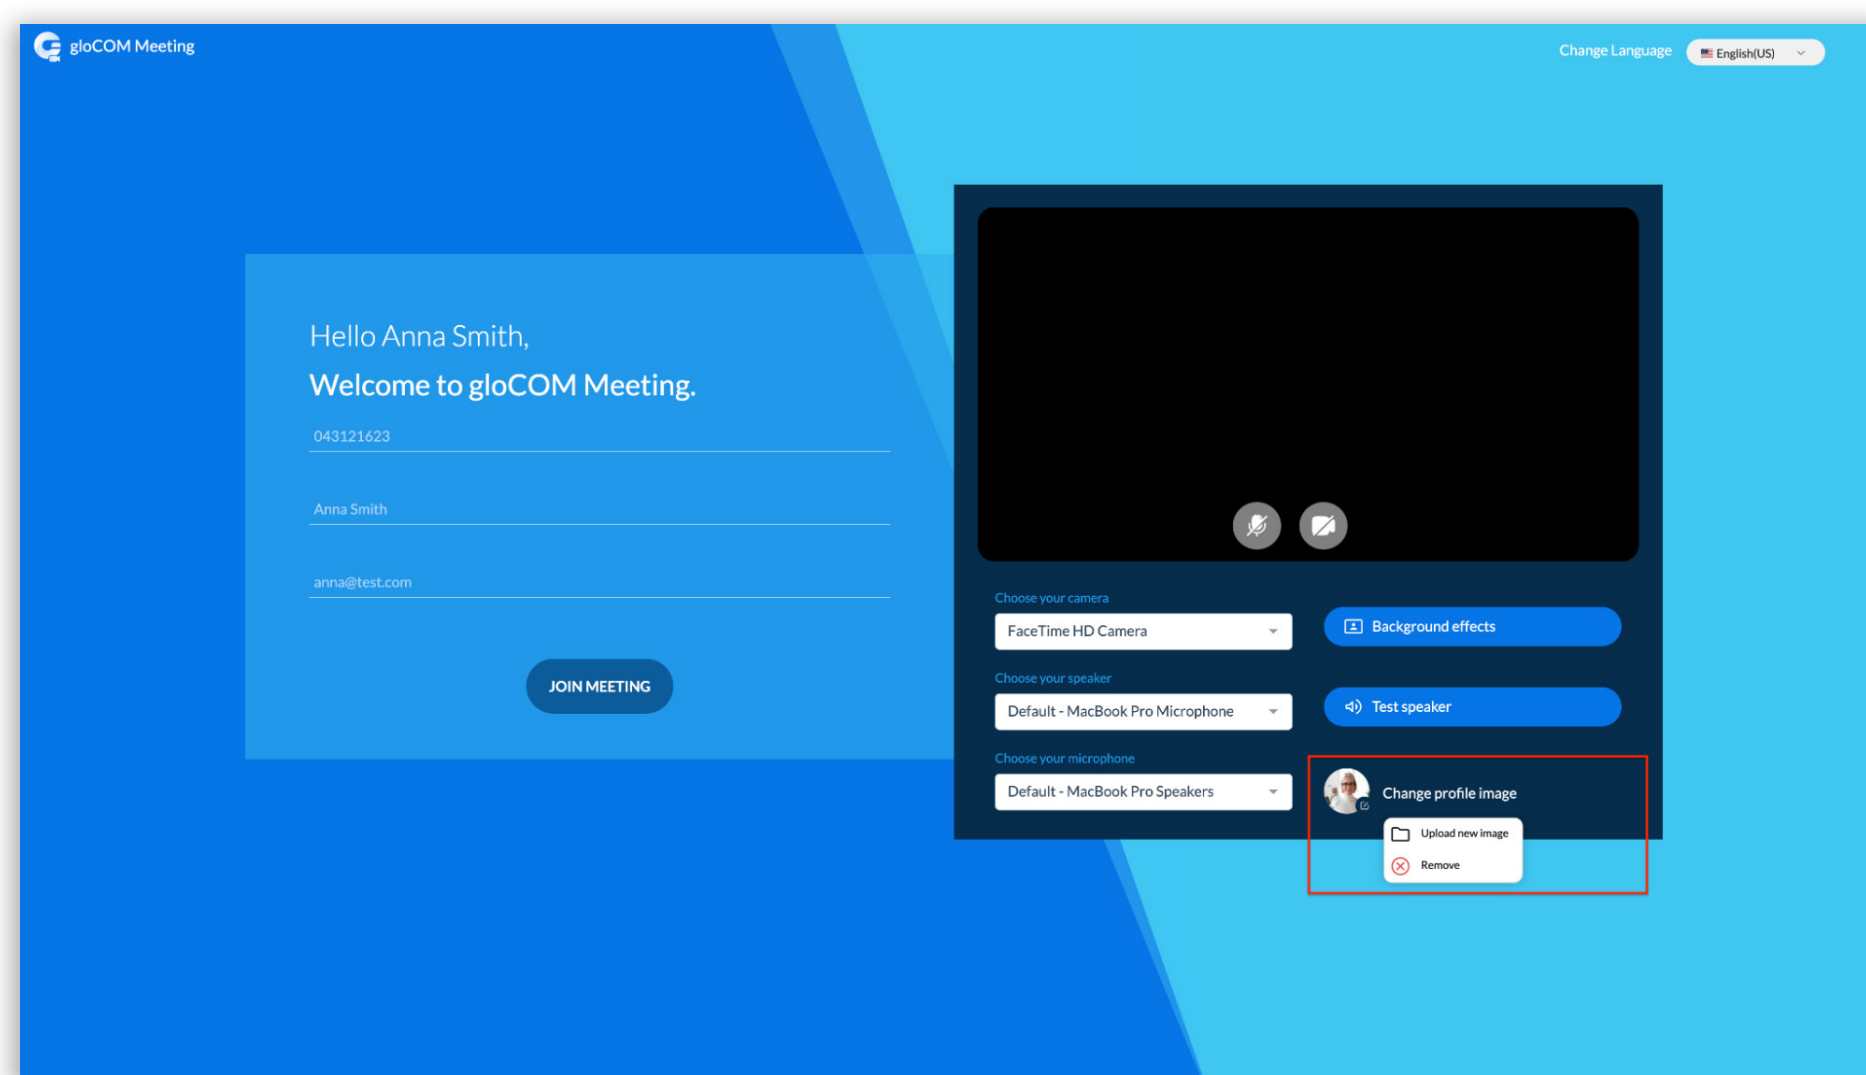 gloCOM Meeting
Change Language
English(US)
Hello Anna Smith,
Welcome to gloCOM Meeting.
043121623
Anna Smith
anna@test.com
JOIN MEETING
Choose your camera
FaceTime HD Camera
Background effects
Choose your speaker
Default - MacBook Pro Microphone
Test speaker
Choose your microphone
Default - MacBook Pro Speakers
Change profile image
Upload new image
Remove